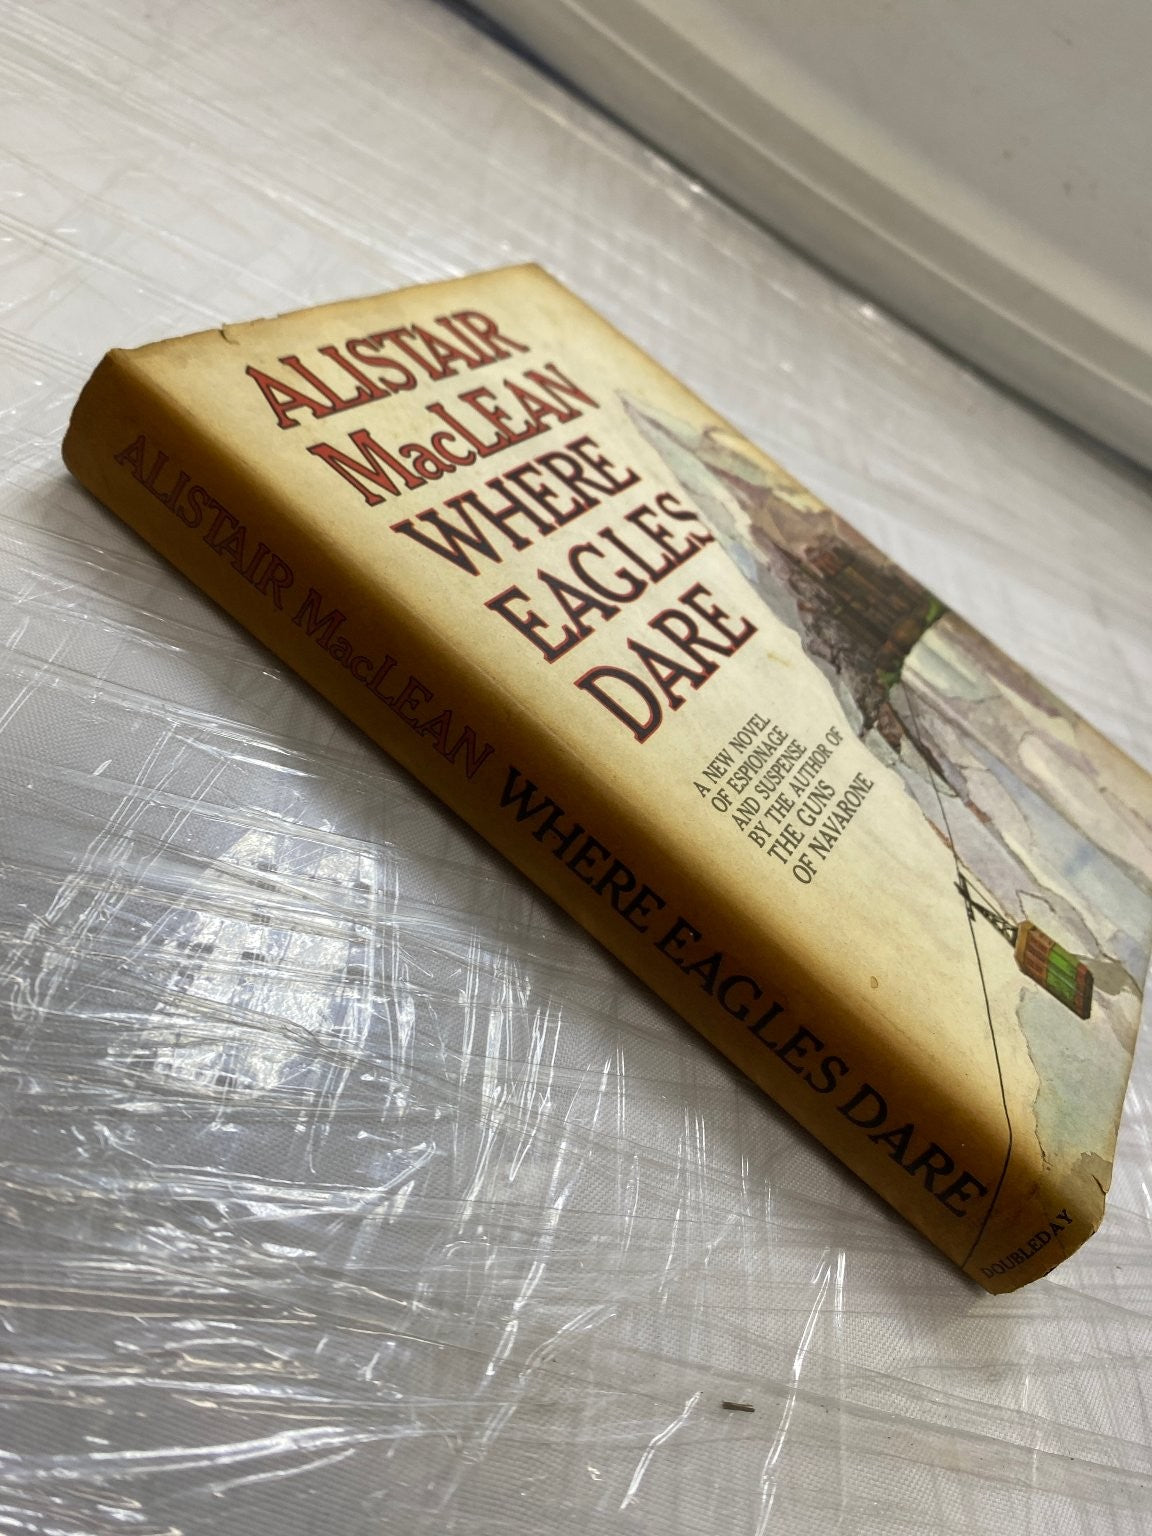 ALISTAIR
MacLEAN
WHERE
EAGLES
DARE
A NEW NOVEL
OF ESPIONAGE
AND SUSPENSE
BY THE AUTHOR OF
THE GUNS
OF NAVARONE
ALISTAIR MacLEAN WHERE EAGLES DARE
DOUBLEDAY